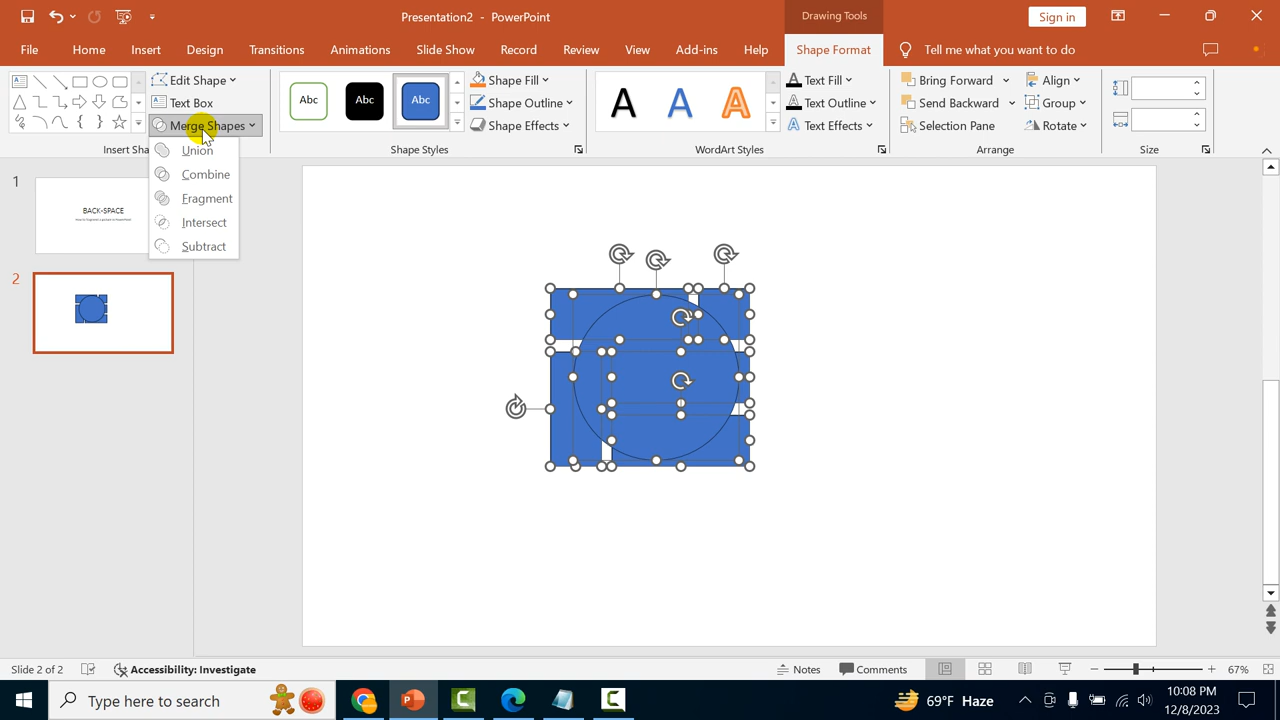 Presentation2 - PowerPoint
Drawing Tools
Sign in
File Home Insert Design Transitions Animations Slide Show Record Review View Add-ins Help Shape Format Tell me what you want to do
Edit Shape
Text Box
Merge Shapes
Union
Combine
Fragment
Intersect
Subtract
Abc Abc Abc
Shape Fill
Shape Outline
Shape Effects
Shape Styles
A A A
Text Fill
Text Outline
Text Effects
WordArt Styles
Bring Forward
Send Backward
Selection Pane
Align
Group
Rotate
Arrange
Size
Insert Sha
1
BACK-SPACE
2
Slide 2 of 2
Accessibility: Investigate
Notes
Comments
67%
Type here to search
69°F Haze
10:08 PM
12/8/2023